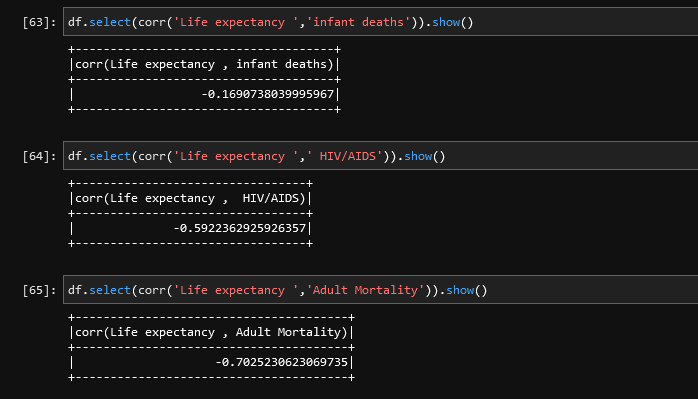 [63]: df.select(corr('Life expectancy ','infant deaths')).show()
+-------------------------------------+
|corr(Life expectancy , infant deaths)|
+-------------------------------------+
|                  -0.1690738039995967|
+-------------------------------------+
[64]: df.select(corr('Life expectancy ',' HIV/AIDS')).show()
+---------------------------------+
|corr(Life expectancy ,  HIV/AIDS)|
+---------------------------------+
|              -0.5922362925926357|
+---------------------------------+
[65]: df.select(corr('Life expectancy ','Adult Mortality')).show()
+---------------------------------------+
|corr(Life expectancy , Adult Mortality)|
+---------------------------------------+
|                    -0.7025230623069735|
+---------------------------------------+